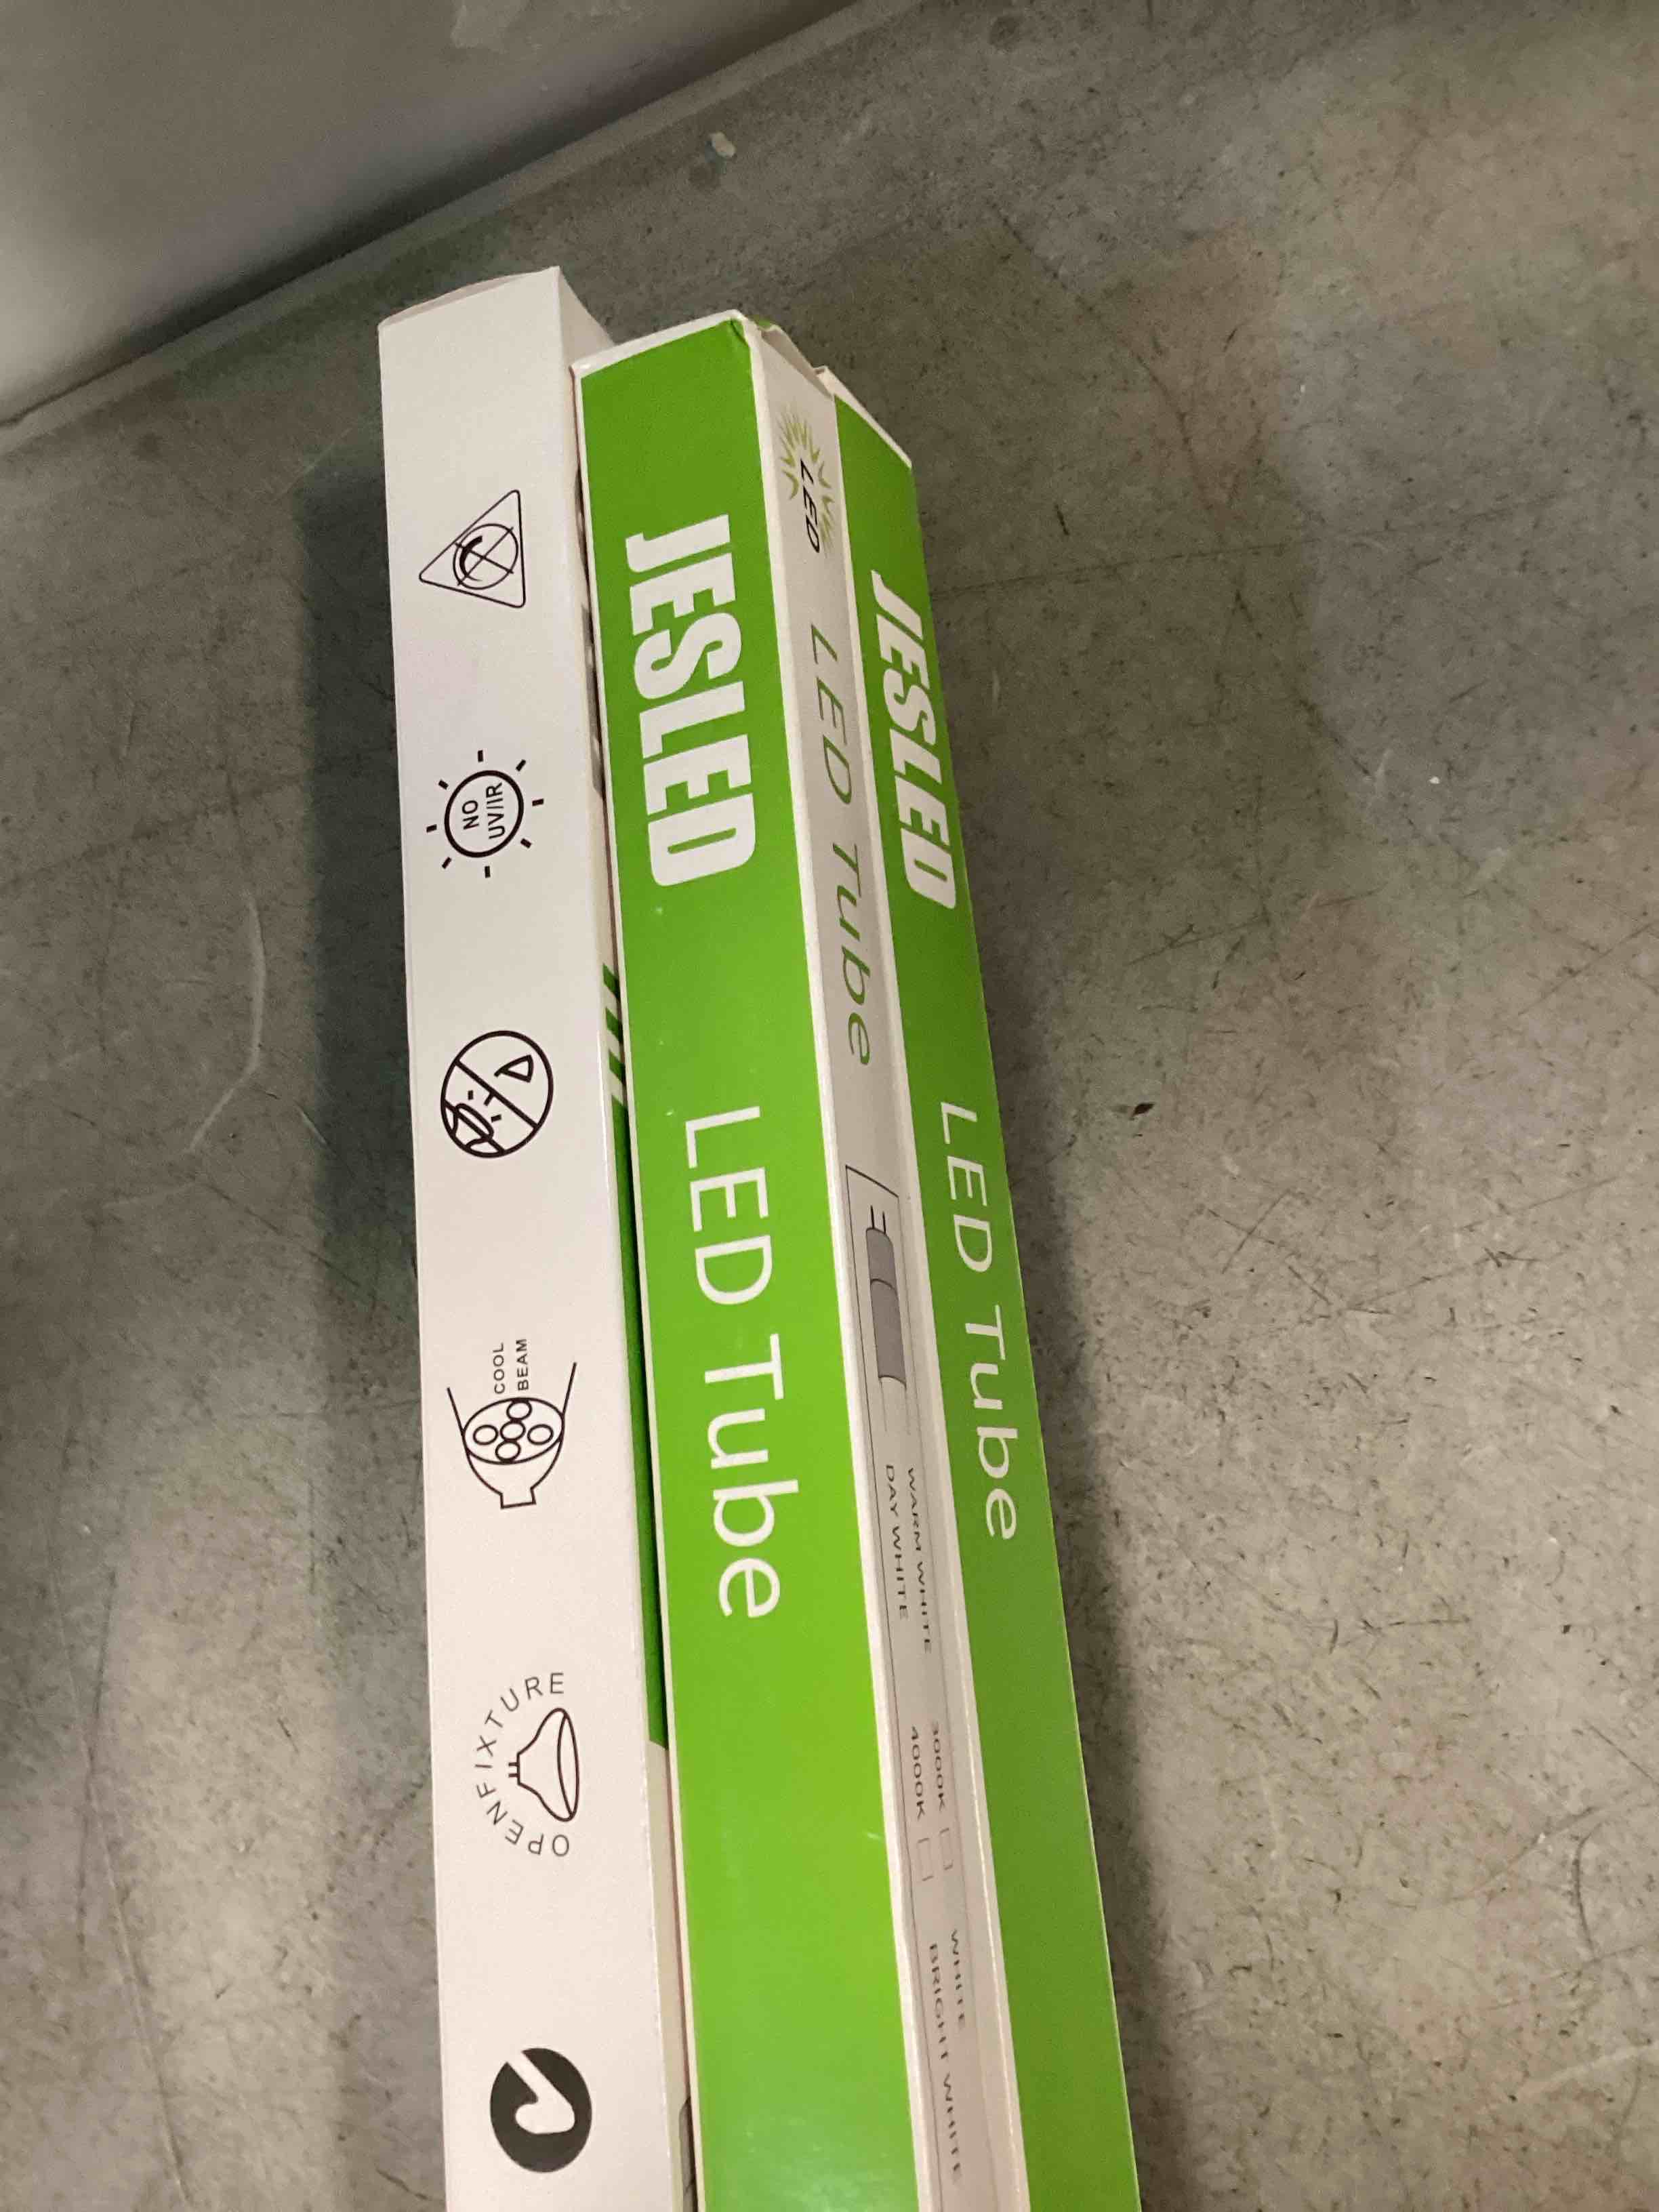 NO
UV/IR
COOL
BEAM
OPENFIXTURE
JESLED LED Tube
LED
LED Tube
WARM WHITE 3000K
DAY WHITE 4000K
WHITE
BRIGHT WHITE
JESLED LED Tube